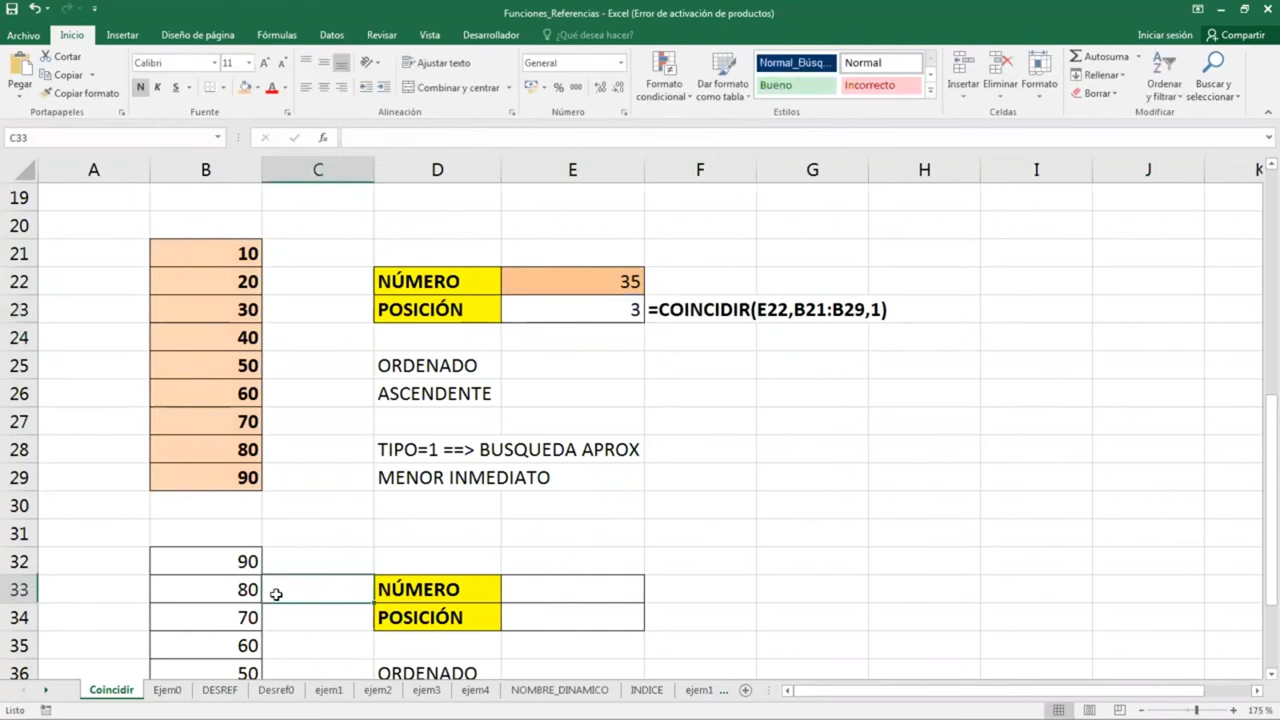 Funciones_Referencias - Excel (Error de activación de productos)
Archivo Inicio Insertar Diseño de página Fórmulas Datos Revisar Vista Desarrollador ¿Qué desea hacer? Iniciar sesión Compartir
Pegar Cortar Copiar Copiar formato
Portapapeles
Calibri 11
N K S
Fuente
Ajustar texto
Combinar y centrar
Alineación
General
% 000
Número
Formato condicional
Dar formato como tabla
Normal_Búsq... Normal
Bueno Incorrecto
Estilos
Insertar Eliminar Formato
Celdas
Autosuma
Rellenar
Borrar
Ordenar y filtrar
Buscar y seleccionar
Modificar
C33 fx
A B C D E F G H I J K
19
20
21 10
22 20 NÚMERO 35
23 30 POSICIÓN 3 =COINCIDIR(E22,B21:B29,1)
24 40
25 50 ORDENADO
26 60 ASCENDENTE
27 70
28 80 TIPO=1 ==> BUSQUEDA APROX
29 90 MENOR INMEDIATO
30
31
32 90
33 80 NÚMERO
34 70 POSICIÓN
35 60
36 50 ORDENADO
Coincidir Ejem0 DESREF Desref0 ejem1 ejem2 ejem3 ejem4 NOMBRE_DINAMICO INDICE ejem1 ...
Listo 175 %